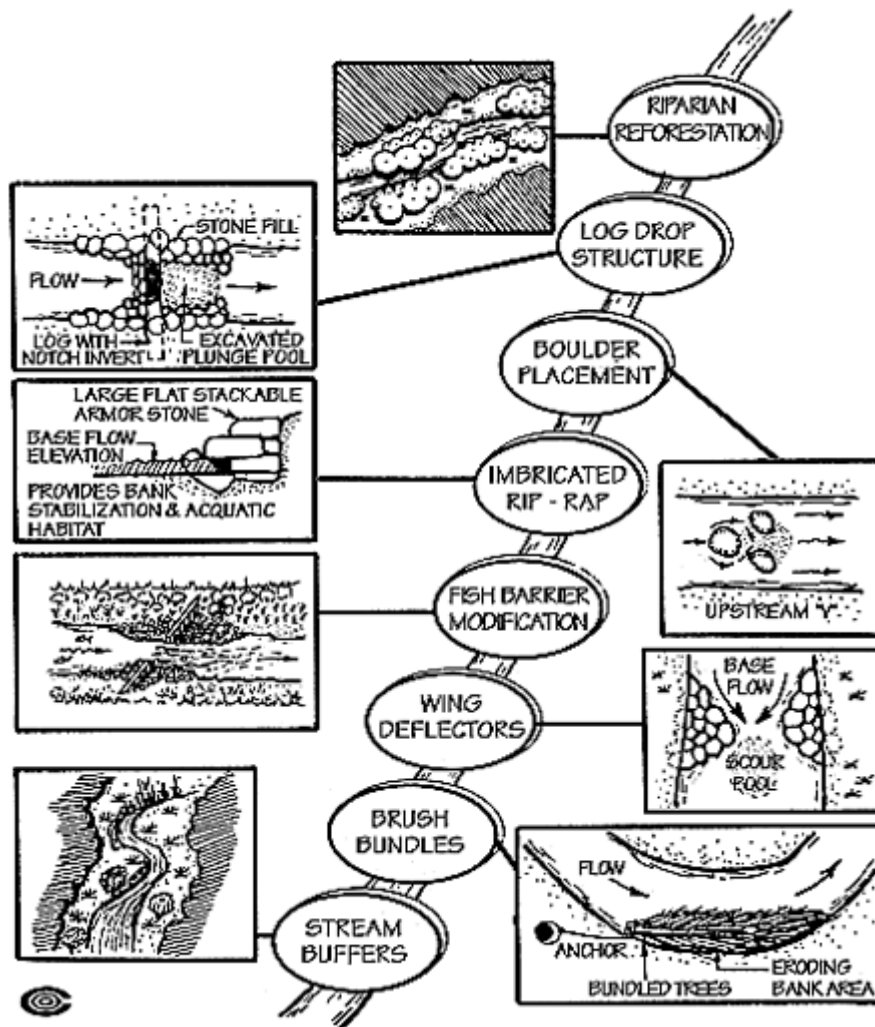 RIPARIAN
REFORESTATION
LOG DROP
STRUCTURE
STONE FILL
FLOW
LOG WITH
NOTCH INVERT
EXCAVATED
PLUNGE POOL
BOULDER
PLACEMENT
LARGE FLAT STACKABLE
ARMOR STONE
BASE FLOW
ELEVATION
PROVIDES BANK
STABILIZATION & ACQUATIC
HABITAT
IMBRICATED
RIP - RAP
UPSTREAM "V"
FISH BARRIER
MODIFICATION
WING
DEFLECTORS
BASE
FLOW
SCOUR
POOL
BRUSH
BUNDLES
FLOW
ANCHOR
BUNDLED TREES
ERODING
BANK AREA
STREAM
BUFFERS